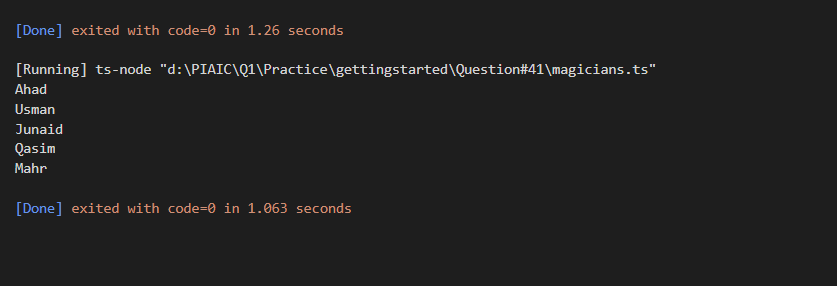 [Done] exited with code=0 in 1.26 seconds
[Running] ts-node "d:\PIAIC\Q1\Practice\gettingstarted\Question#41\magicians.ts"
Ahad
Usman
Junaid
Qasim
Mahr
[Done] exited with code=0 in 1.063 seconds